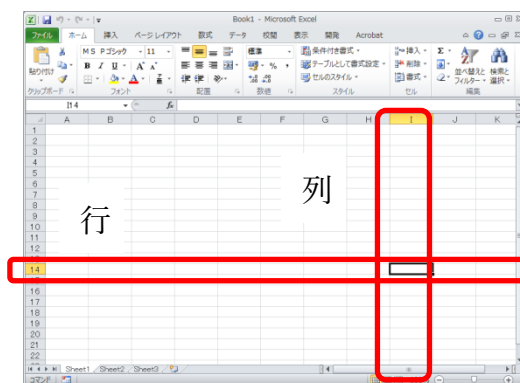 Book1 - Microsoft Excel
ファイル ホーム 挿入 ページ レイアウト 数式 データ 校閲 表示 開発 Acrobat
貼り付け
MS Pゴシック 11
B I U
A A
標準
% ,
条件付き書式
テーブルとして書式設定
セルのスタイル
挿入
削除
書式
Σ
並べ替えと フィルター
検索と 選択
クリップボード フォント 配置 数値 スタイル セル 編集
I14 fx
A B C D E F G H I J K
1
2
3
4
5
6
7
8
9
10
11
12
14
16
17
18
19
20
21
22
行
列
Sheet1 Sheet2 Sheet3
コマンド